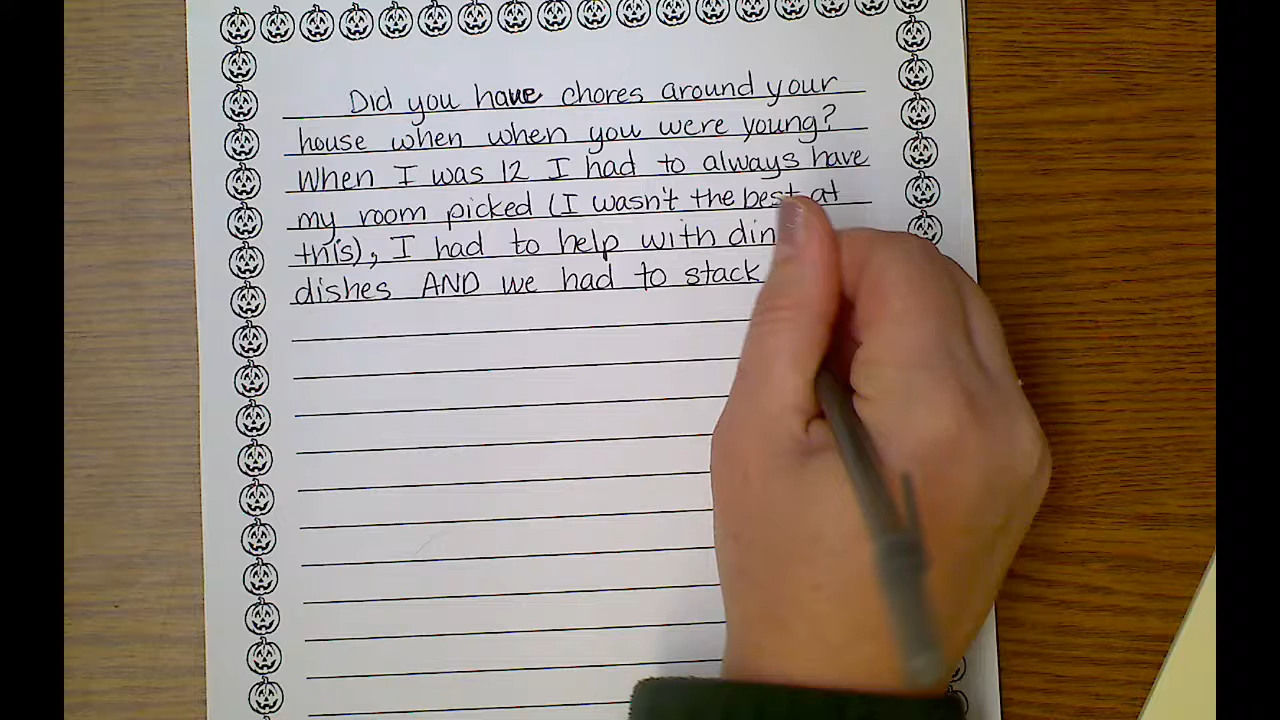 Did you have chores around your
house when when you were young?
When I was 12 I had to always have
my room picked (I wasn't the best at
this), I had to help with din
dishes AND we had to stack